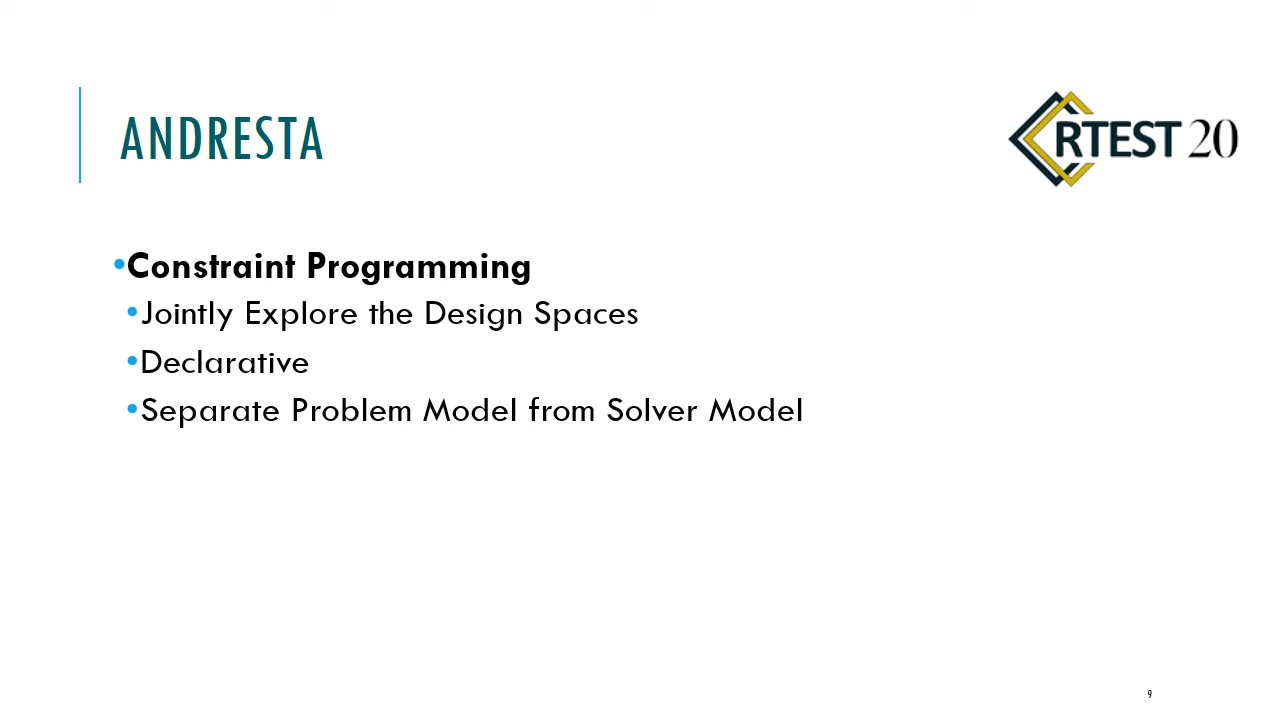 ANDRESTA
RTEST 20
•Constraint Programming
•Jointly Explore the Design Spaces
•Declarative
•Separate Problem Model from Solver Model
9